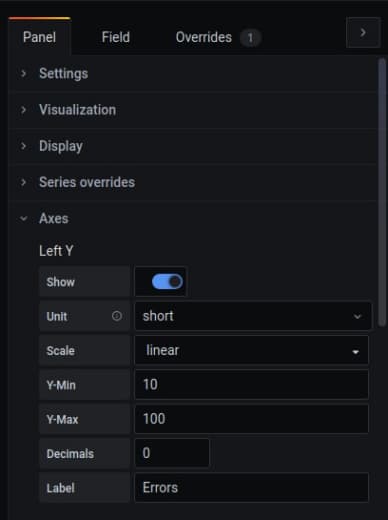 Panel Field Overrides 1
Settings
Visualization
Display
Series overrides
Axes
Left Y
Show
Unit short
Scale linear
Y-Min 10
Y-Max 100
Decimals 0
Label Errors